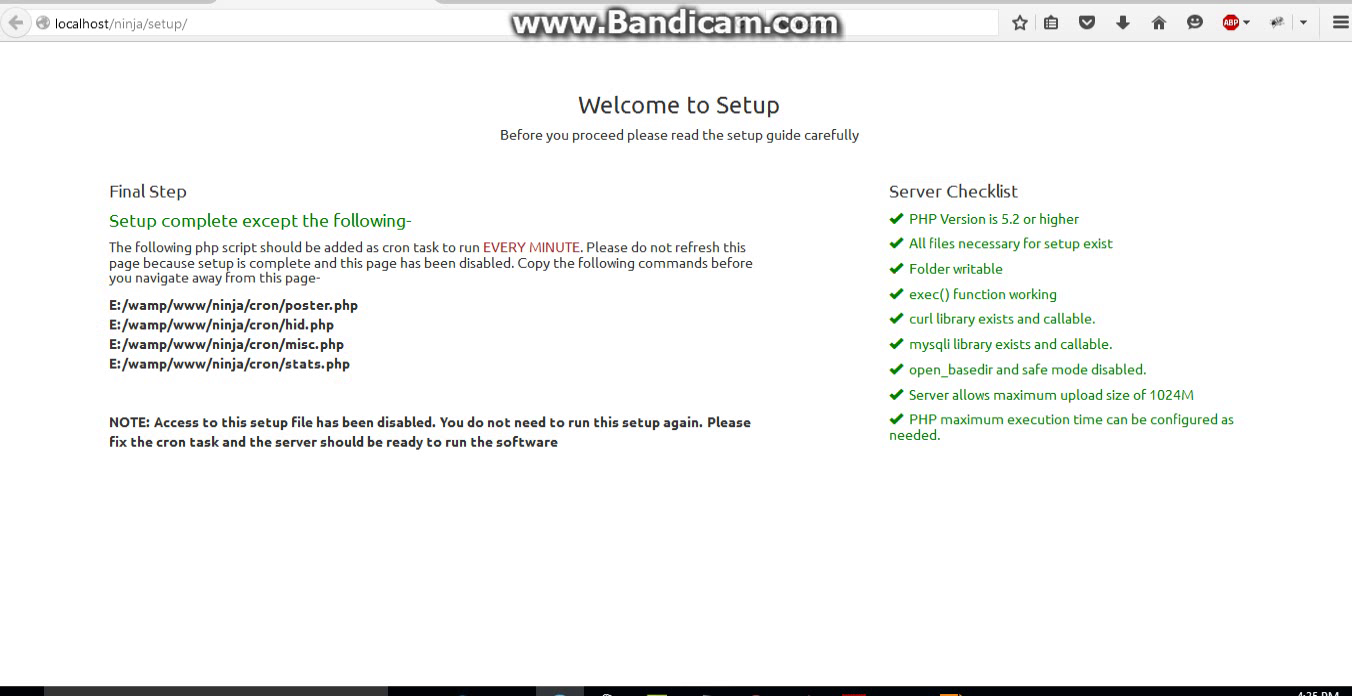 localhost/ninja/setup/
www.Bandicam.com
ABP
Welcome to Setup
Before you proceed please read the setup guide carefully
Final Step
Setup complete except the following-
The following php script should be added as cron task to run EVERY MINUTE. Please do not refresh this
page because setup is complete and this page has been disabled. Copy the following commands before
you navigate away from this page-
E:/wamp/www/ninja/cron/poster.php
E:/wamp/www/ninja/cron/hid.php
E:/wamp/www/ninja/cron/misc.php
E:/wamp/www/ninja/cron/stats.php
NOTE: Access to this setup file has been disabled. You do not need to run this setup again. Please
fix the cron task and the server should be ready to run the software
Server Checklist
PHP Version is 5.2 or higher
All files necessary for setup exist
Folder writable
exec() function working
curl library exists and callable.
mysqli library exists and callable.
open_basedir and safe mode disabled.
Server allows maximum upload size of 1024M
PHP maximum execution time can be configured as
needed.
4:25 PM